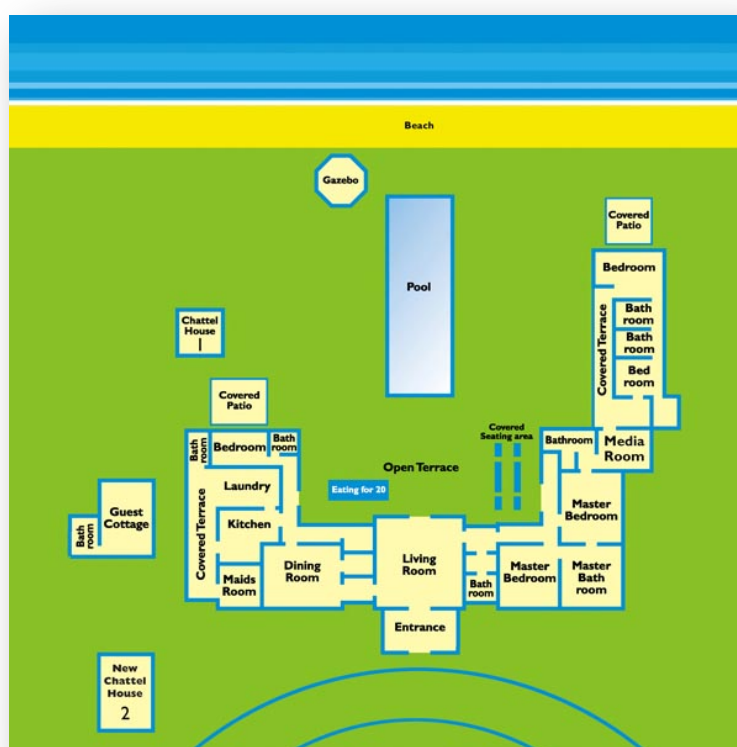 Beach
Gazebo
Covered
Patio
Bedroom
Pool
Covered Terrace
Bath
room
Bath
room
Bed
room
Chattel
House
1
Covered
Patio
Covered
Seating area
Bath
room
Bedroom
Bath
room
Bathroom
Media
Room
Open Terrace
Laundry
Eating for 20
Guest
Cottage
Bath
room
Covered Terrace
Kitchen
Master
Bedroom
Dining
Room
Living
Room
Maids
Room
Bath
room
Master
Bedroom
Master
Bath
room
Entrance
New
Chattel
House
2